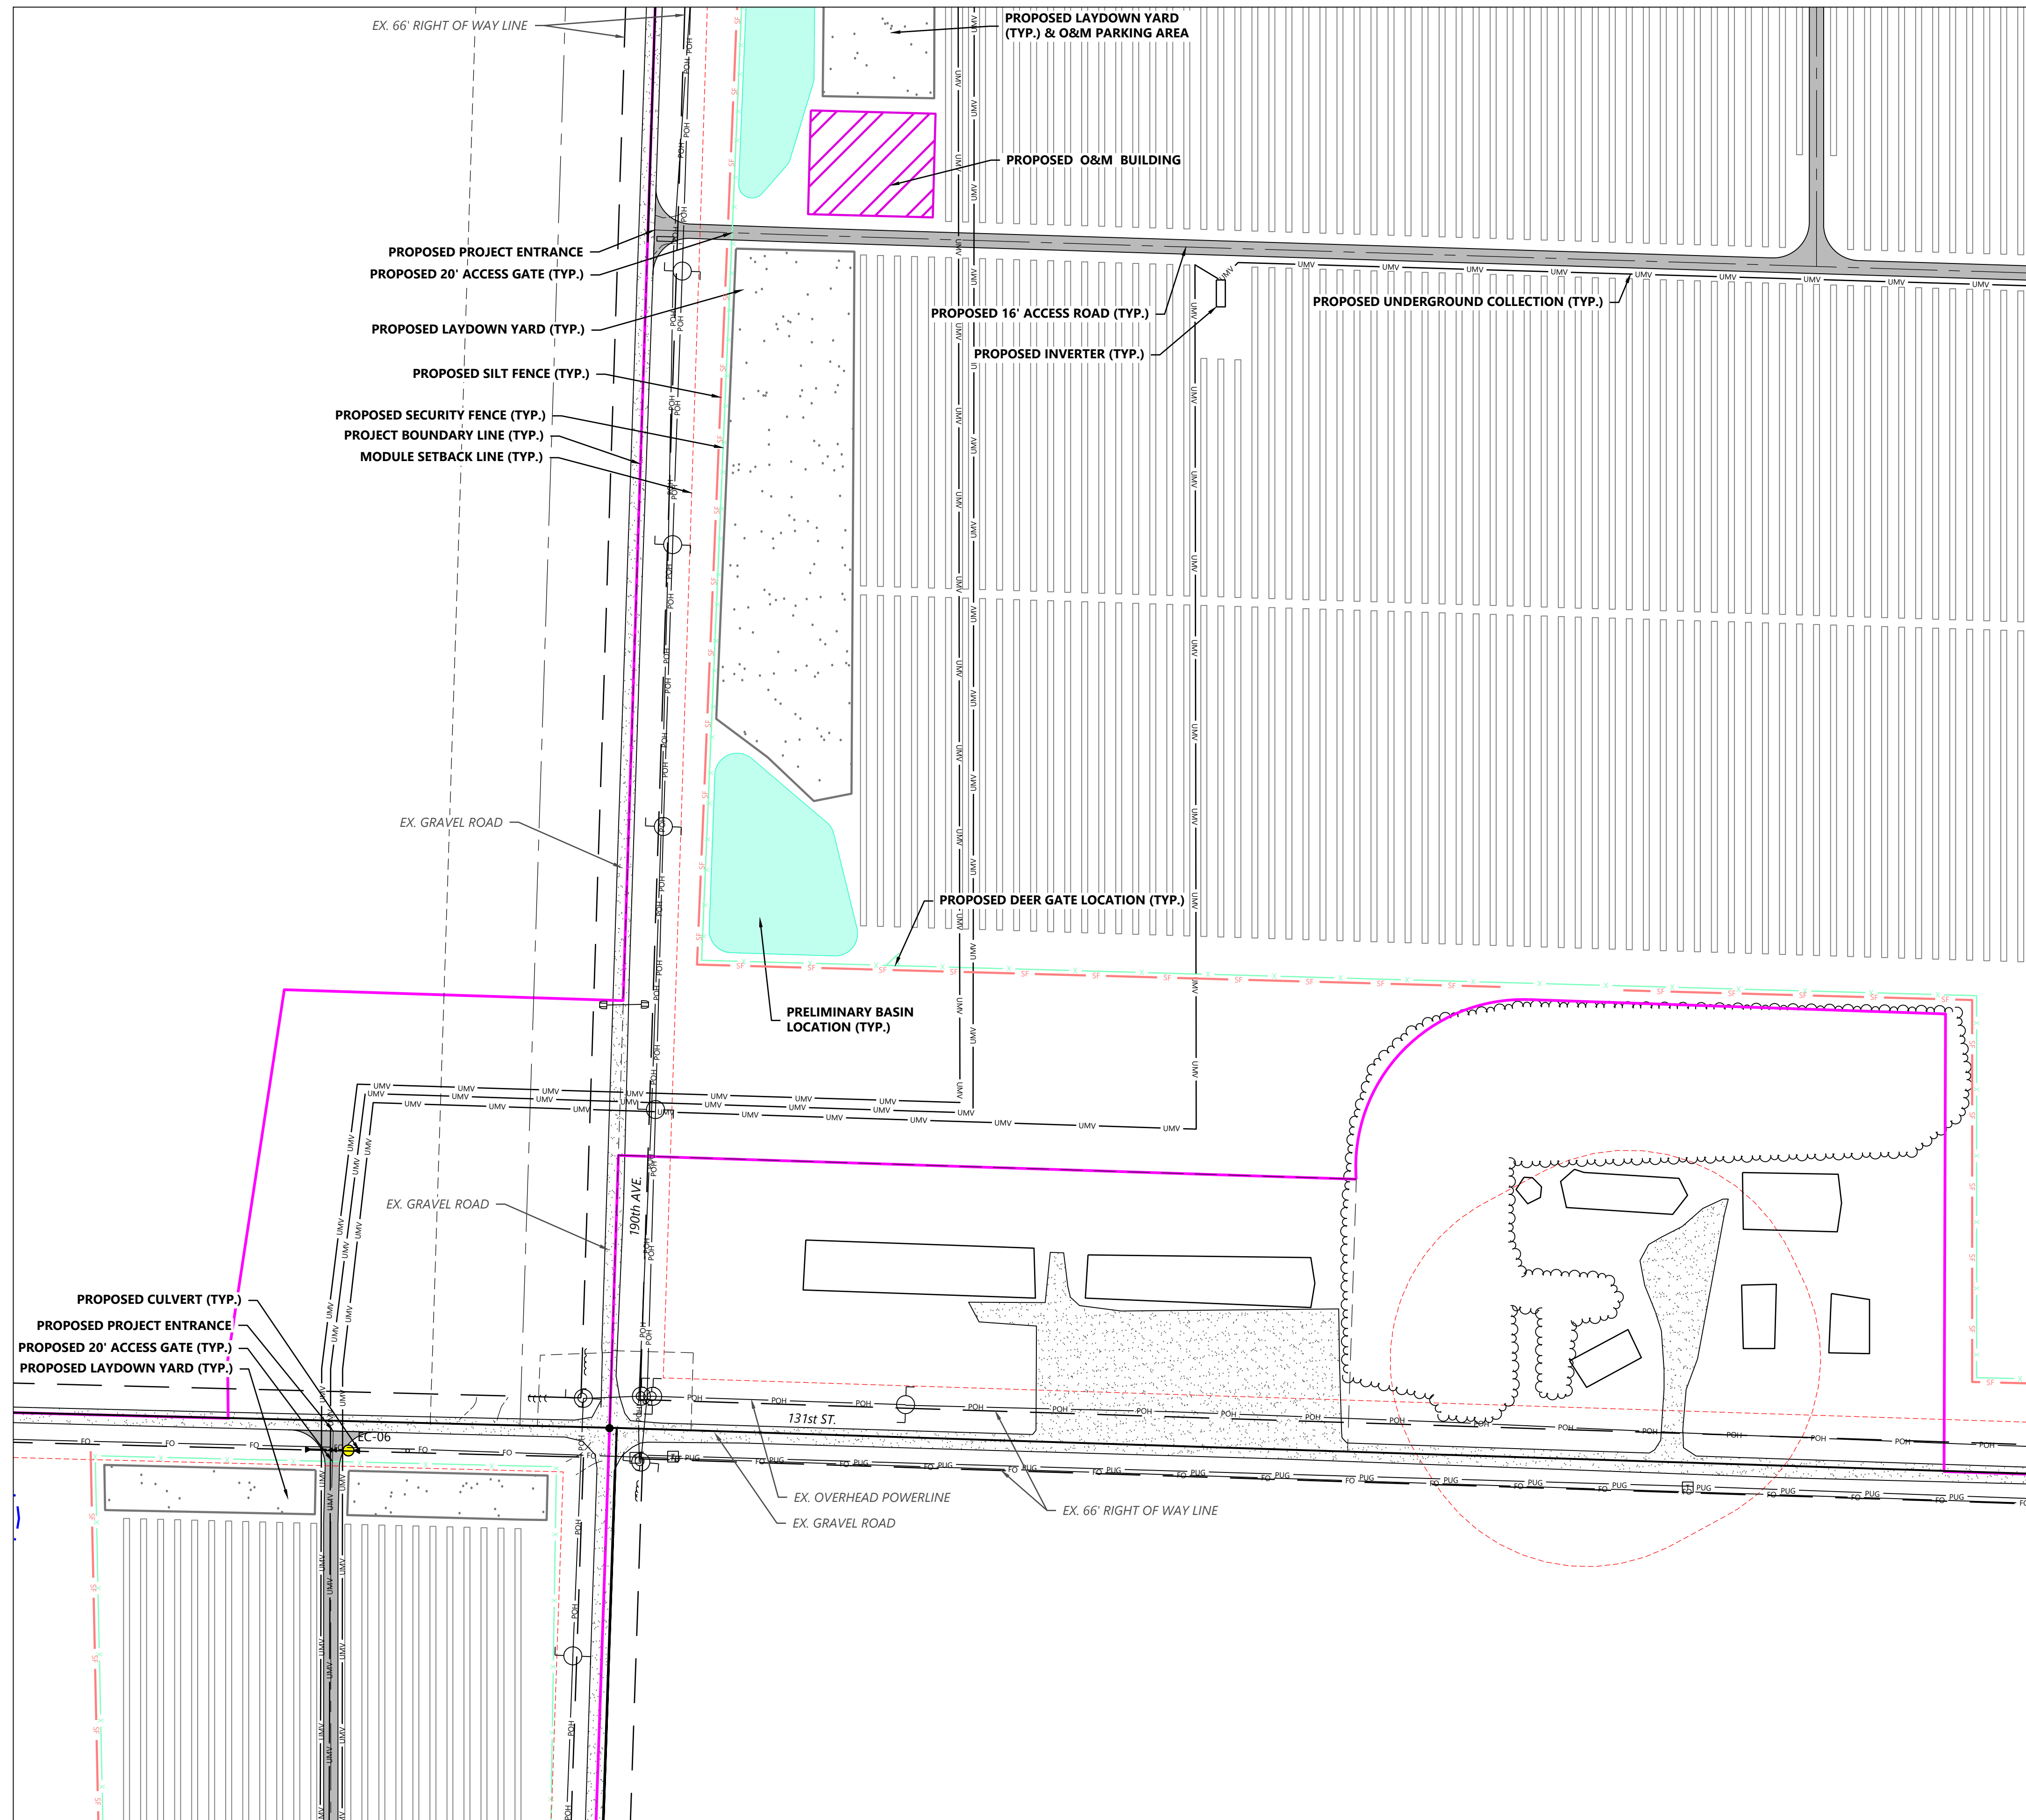 EX. 66' RIGHT OF WAY LINE
PROPOSED LAYDOWN YARD
(TYP.) & O&M PARKING AREA
PROPOSED O&M BUILDING
PROPOSED PROJECT ENTRANCE
PROPOSED 20' ACCESS GATE (TYP.)
PROPOSED LAYDOWN YARD (TYP.)
PROPOSED SILT FENCE (TYP.)
PROPOSED SECURITY FENCE (TYP.)
PROJECT BOUNDARY LINE (TYP.)
MODULE SETBACK LINE (TYP.)
PROPOSED 16' ACCESS ROAD (TYP.)
PROPOSED INVERTER (TYP.)
PROPOSED UNDERGROUND COLLECTION (TYP.)
EX. GRAVEL ROAD
PROPOSED DEER GATE LOCATION (TYP.)
PRELIMINARY BASIN
LOCATION (TYP.)
EX. GRAVEL ROAD
190th AVE.
PROPOSED CULVERT (TYP.)
PROPOSED PROJECT ENTRANCE
PROPOSED 20' ACCESS GATE (TYP.)
PROPOSED LAYDOWN YARD (TYP.)
131st ST.
EC-06
EX. OVERHEAD POWERLINE
EX. GRAVEL ROAD
EX. 66' RIGHT OF WAY LINE
UMV
POH
SF
X
FO
PUG